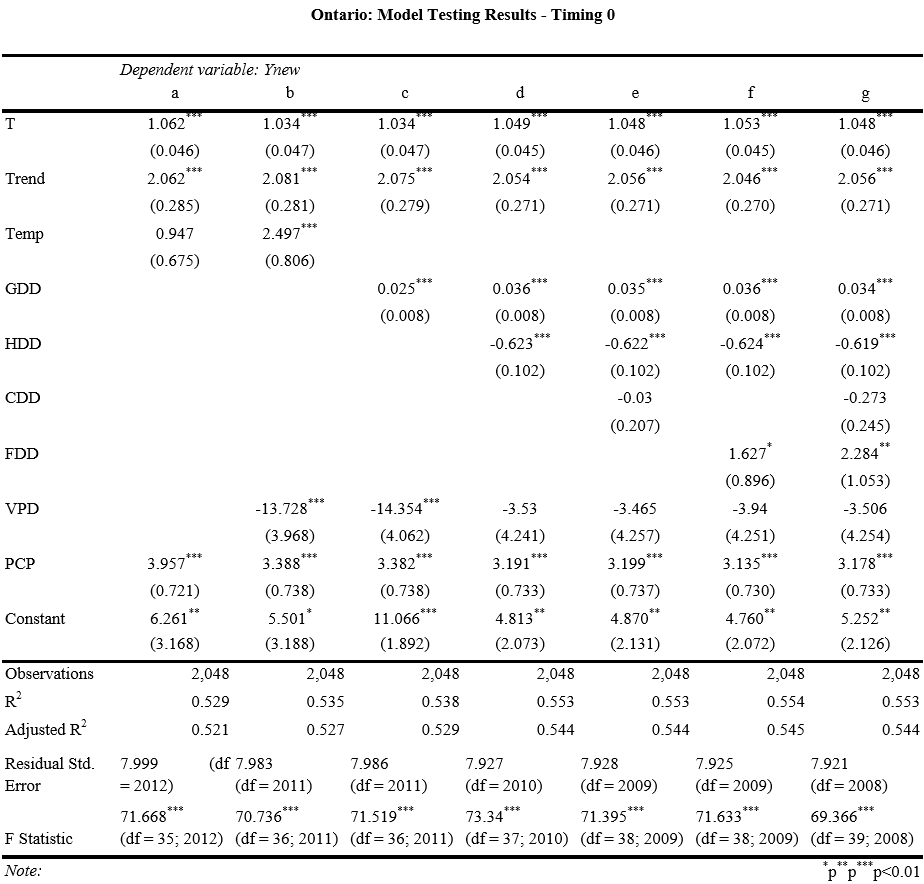 Ontario: Model Testing Results - Timing 0
Dependent variable: Ynew
a b c d e f g
T 1.062*** 1.034*** 1.034*** 1.049*** 1.048*** 1.053*** 1.048***
(0.046) (0.047) (0.047) (0.045) (0.046) (0.045) (0.046)
Trend 2.062*** 2.081*** 2.075*** 2.054*** 2.056*** 2.046*** 2.056***
(0.285) (0.281) (0.279) (0.271) (0.271) (0.270) (0.271)
Temp 0.947 2.497***
(0.675) (0.806)
GDD 0.025*** 0.036*** 0.035*** 0.036*** 0.034***
(0.008) (0.008) (0.008) (0.008) (0.008)
HDD -0.623*** -0.622*** -0.624*** -0.619***
(0.102) (0.102) (0.102) (0.102)
CDD -0.03 -0.273
(0.207) (0.245)
FDD 1.627* 2.284**
(0.896) (1.053)
VPD -13.728*** -14.354*** -3.53 -3.465 -3.94 -3.506
(3.968) (4.062) (4.241) (4.257) (4.251) (4.254)
PCP 3.957*** 3.388*** 3.382*** 3.191*** 3.199*** 3.135*** 3.178***
(0.721) (0.738) (0.738) (0.733) (0.737) (0.730) (0.733)
Constant 6.261** 5.501* 11.066*** 4.813** 4.870** 4.760** 5.252**
(3.168) (3.188) (1.892) (2.073) (2.131) (2.072) (2.126)
Observations 2,048 2,048 2,048 2,048 2,048 2,048 2,048
R2 0.529 0.535 0.538 0.553 0.553 0.554 0.553
Adjusted R2 0.521 0.527 0.529 0.544 0.544 0.545 0.544
Residual Std. 7.999 (df 7.983 7.986 7.927 7.928 7.925 7.921
Error = 2012) (df = 2011) (df = 2011) (df = 2010) (df = 2009) (df = 2009) (df = 2008)
71.668*** 70.736*** 71.519*** 73.34*** 71.395*** 71.633*** 69.366***
F Statistic (df = 35; 2012) (df = 36; 2011) (df = 36; 2011) (df = 37; 2010) (df = 38; 2009) (df = 38; 2009) (df = 39; 2008)
Note: *p**p***p<0.01